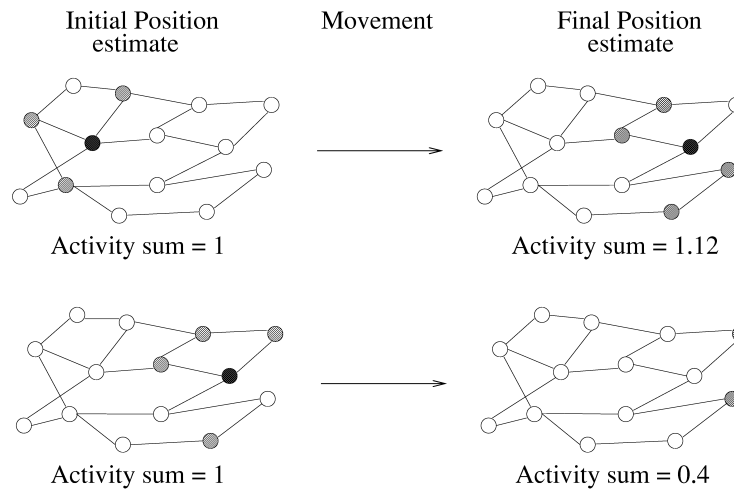 Initial Position
estimate
Movement
Final Position
estimate
Activity sum = 1
Activity sum = 1.12
Activity sum = 1
Activity sum = 0.4